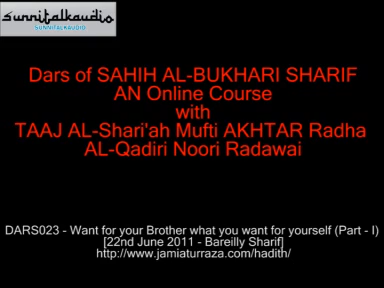 sunnitalkaudio
SUNNITALKAUDIO
Dars of SAHIH AL-BUKHARI SHARIF
AN Online Course
with
TAAJ AL-Shari'ah Mufti AKHTAR Radha
AL-Qadiri Noori Radawai
DARS023 - Want for your Brother what you want for yourself (Part - I)
[22nd June 2011 - Bareilly Sharif]
http://www.jamiaturraza.com/hadith/